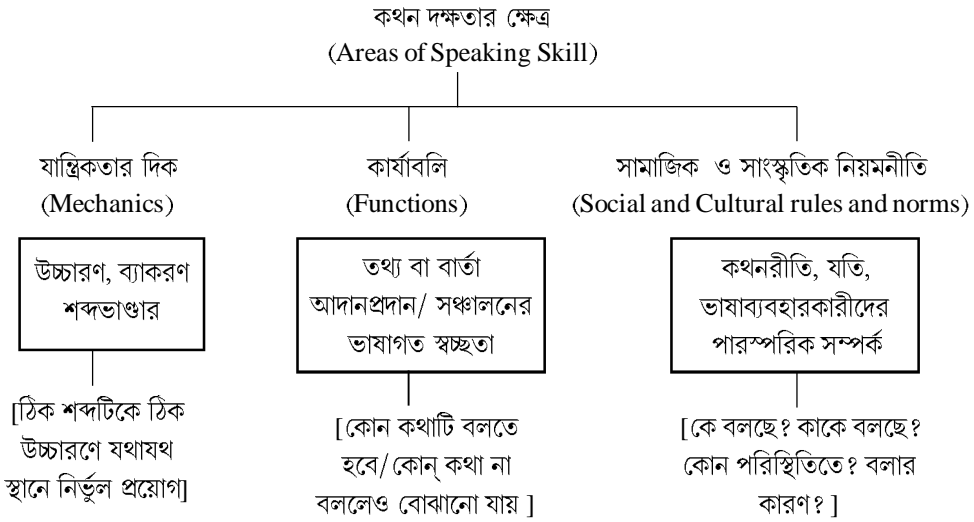 কথন দক্ষতার ক্ষেত্র
(Areas of Speaking Skill)
যান্ত্রিকতার দিক
(Mechanics)
উচ্চারণ, ব্যাকরণ
শব্দভাণ্ডার
[ঠিক শব্দটিকে ঠিক
উচ্চারণে যথাযথ
স্থানে নির্ভুল প্রয়োগ]
কার্যাবলি
(Functions)
তথ্য বা বার্তা
আদানপ্রদান/ সঞ্চালনের
ভাষাগত স্বচ্ছতা
[কোন কথাটি বলতে
হবে/কোন্ কথা না
বললেও বোঝানো যায় ]
সামাজিক ও সাংস্কৃতিক নিয়মনীতি
(Social and Cultural rules and norms)
কথনরীতি, যতি,
ভাষাব্যবহারকারীদের
পারস্পরিক সম্পর্ক
[কে বলছে? কাকে বলছে?
কোন পরিস্থিতিতে? বলার
কারণ? ]